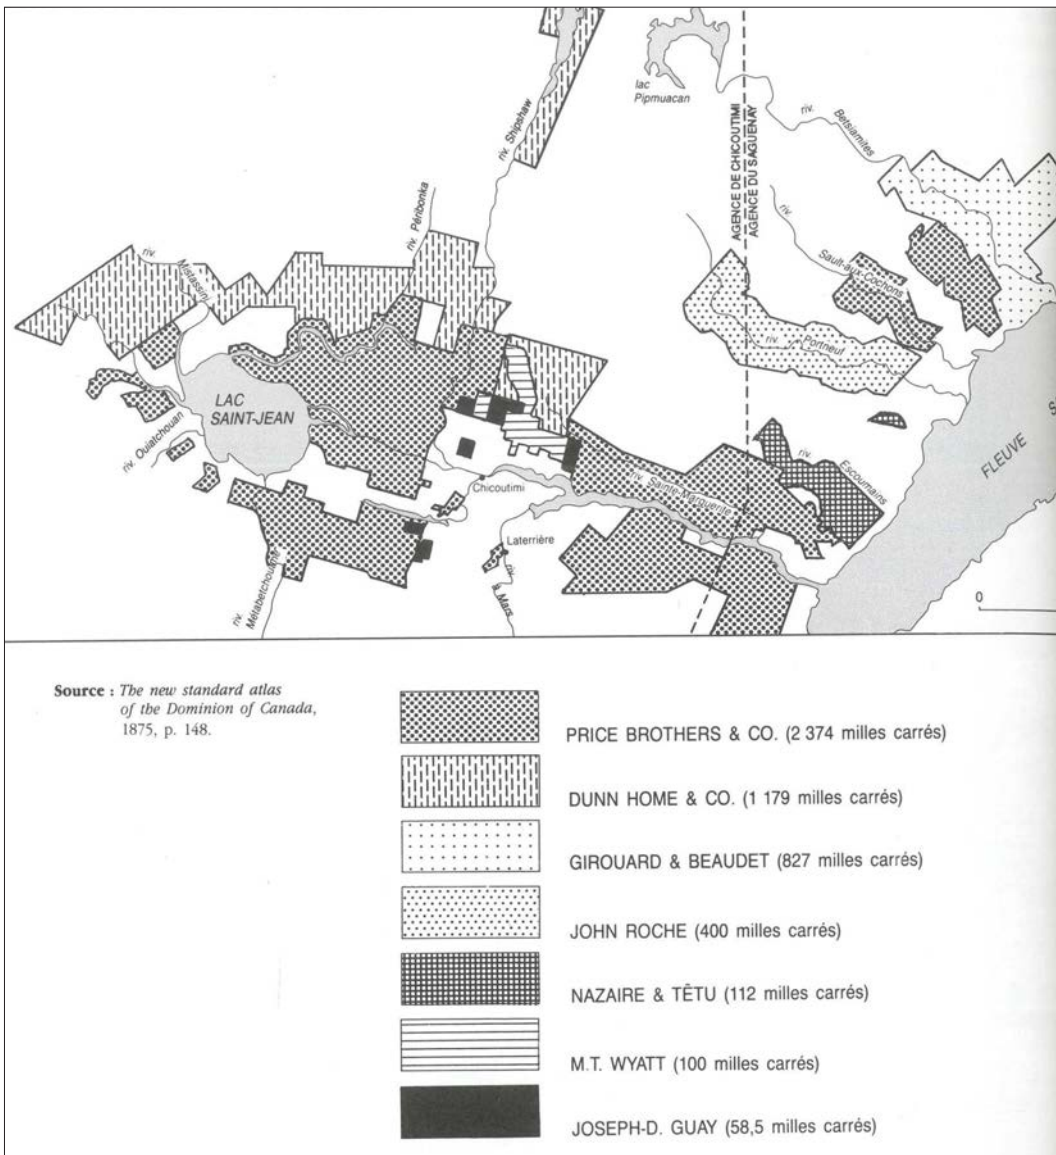 lac
Pipmuacan
riv.
Betsiamites
riv. Shipshaw
AGENCE DE CHICOUTIMI
AGENCE DU SAGUENAY
riv. Péribonka
riv.
Mistassini
riv.
Sault-aux-Cochons
riv.
Portneuf
LAC
SAINT-JEAN
riv. Ouiatchouan
riv.
Escoumins
riv. Sainte-Marguerite
FLEUVE
S
Chicoutimi
Laterrière
riv.
à Mars
riv.
Métabetchouane
0
Source : The new standard atlas
of the Dominion of Canada,
1875, p. 148.
PRICE BROTHERS & CO. (2 374 milles carrés)
DUNN HOME & CO. (1 179 milles carrés)
GIROUARD & BEAUDET (827 milles carrés)
JOHN ROCHE (400 milles carrés)
NAZAIRE & TÊTU (112 milles carrés)
M.T. WYATT (100 milles carrés)
JOSEPH-D. GUAY (58,5 milles carrés)